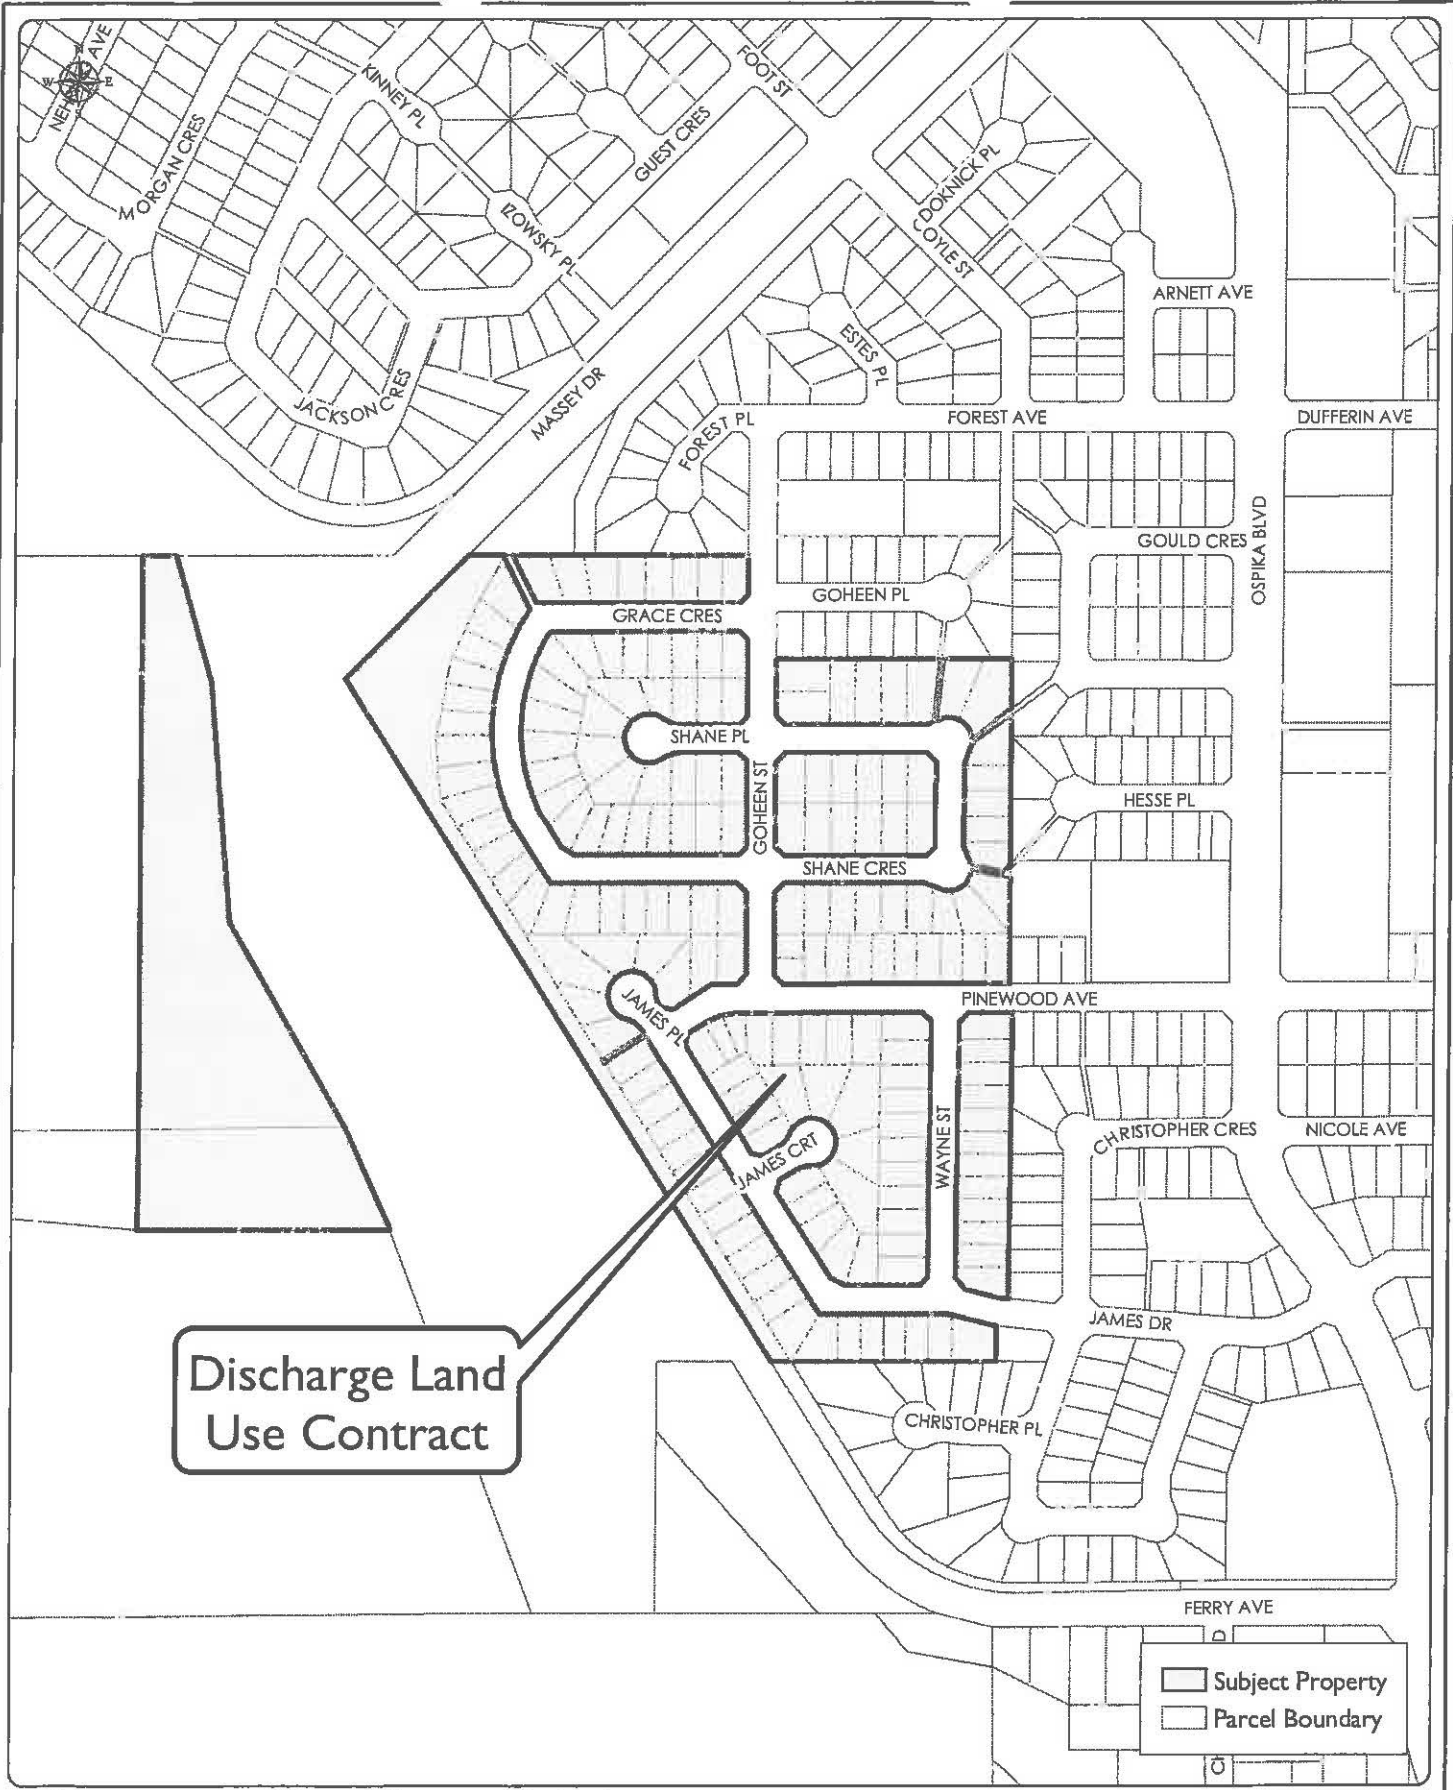 N
W
E
AVE
KINNEY PL
FOOT ST
MORGAN CRES
GUEST CRES
DOKNICK PL
IZOWSKY PL
COYLE ST
ARNETT AVE
ESTES PL
JACKSON CRES
MASSEY DR
FOREST PL
FOREST AVE
DUFFERIN AVE
OSPIKA BLVD
GOULD CRES
GOHEEN PL
GRACE CRES
SHANE PL
GOHEEN ST
HESSE PL
SHANE CRES
JAMES PL
PINEWOOD AVE
WAYNE ST
CHRISTOPHER CRES
NICOLE AVE
JAMES CRT
JAMES DR
Discharge Land
Use Contract
CHRISTOPHER PL
FERRY AVE
Subject Property
Parcel Boundary